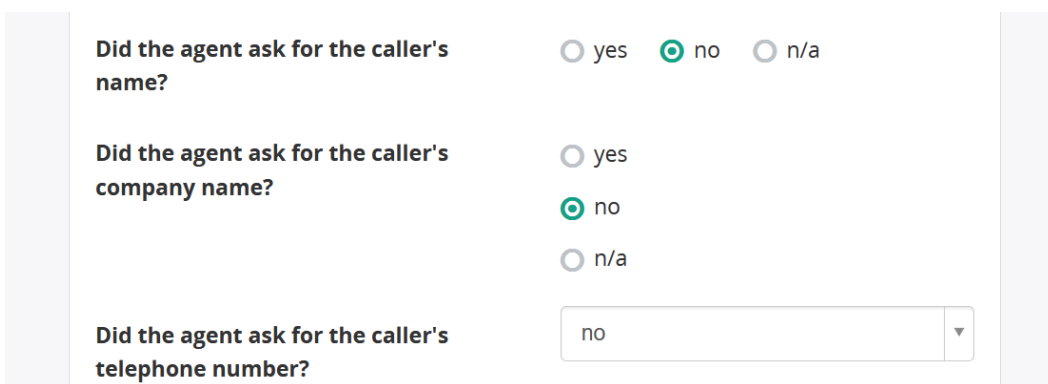 Did the agent ask for the caller's
name?
yes no n/a
Did the agent ask for the caller's
company name?
yes
no
n/a
Did the agent ask for the caller's
telephone number?
no